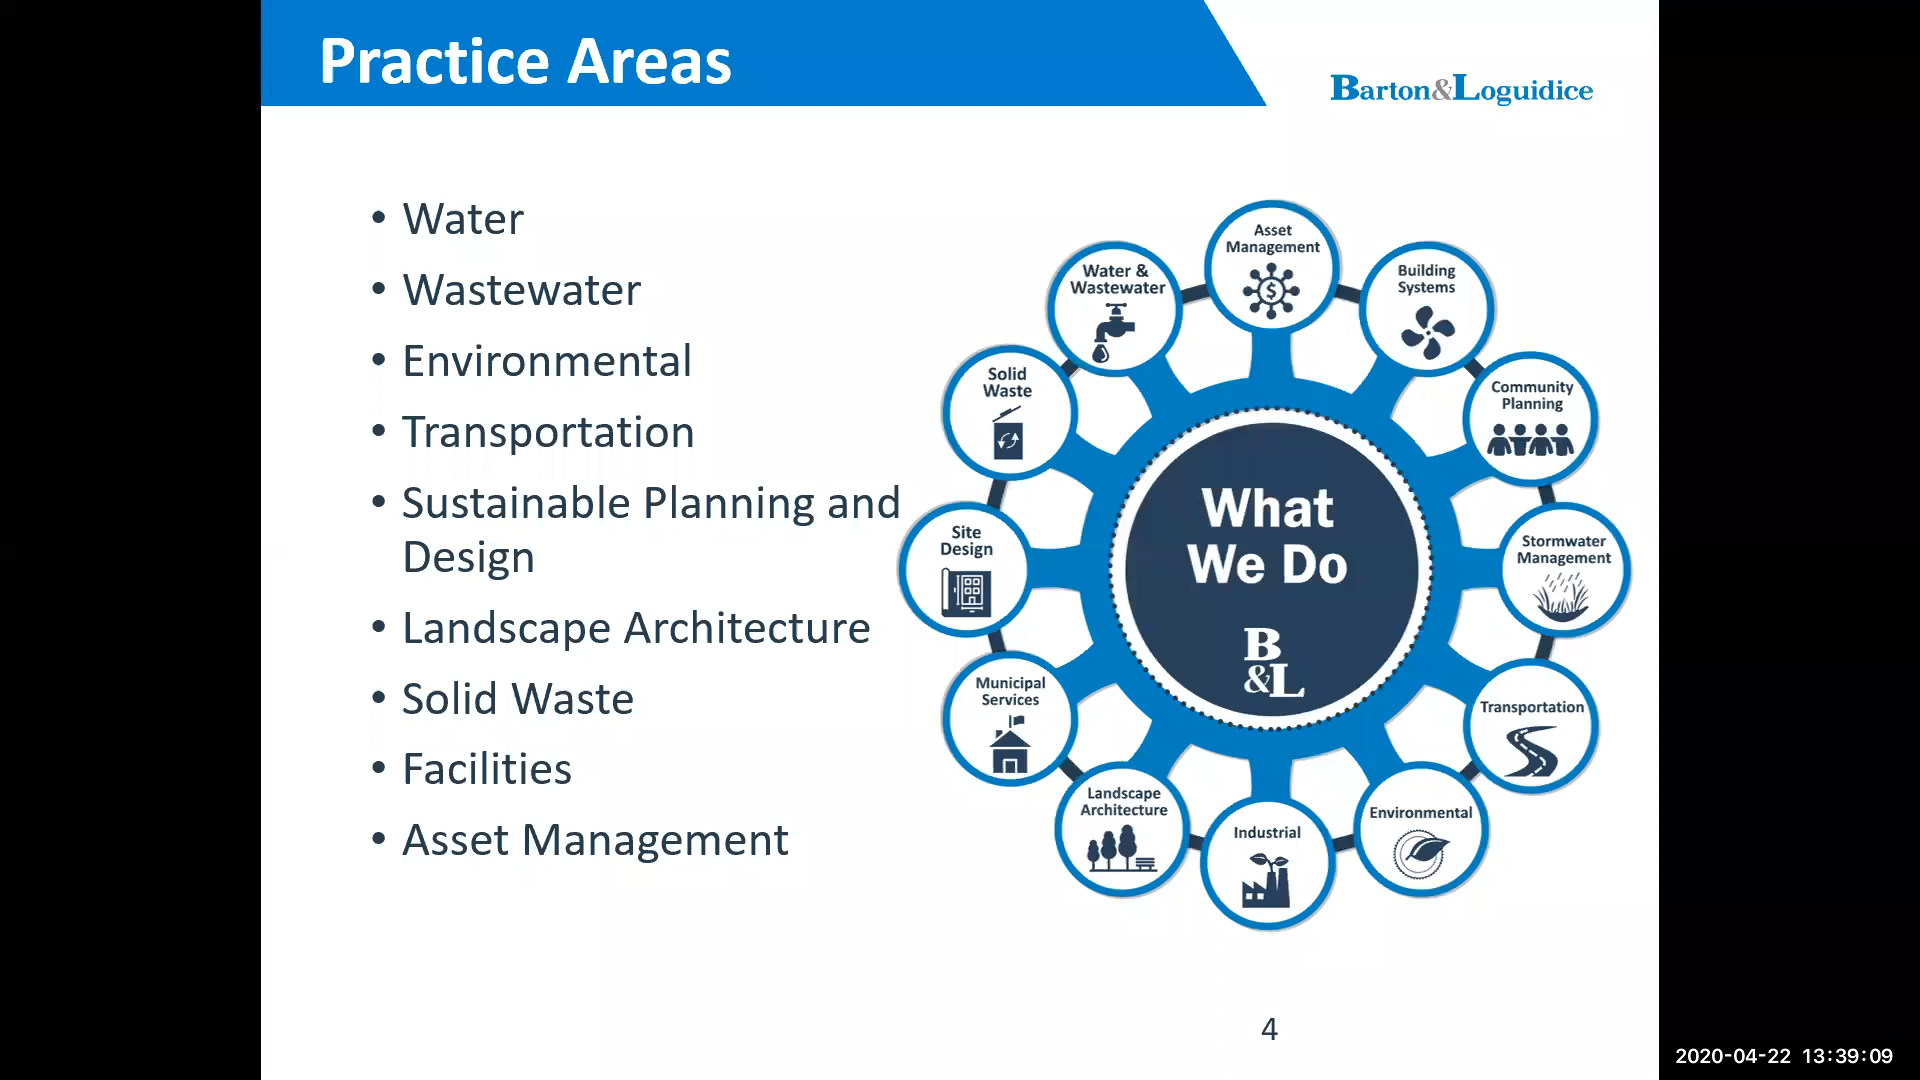 Practice Areas
Barton&Loguidice
• Water
• Wastewater
• Environmental
• Transportation
• Sustainable Planning and
Design
• Landscape Architecture
• Solid Waste
• Facilities
• Asset Management
Asset
Management
$
Building
Systems
Community
Planning
Stormwater
Management
Transportation
Environmental
Industrial
Landscape
Architecture
Municipal
Services
Site
Design
Solid
Waste
Water &
Wastewater
What
We Do
B
&L
4
2020-04-22 13:39:09